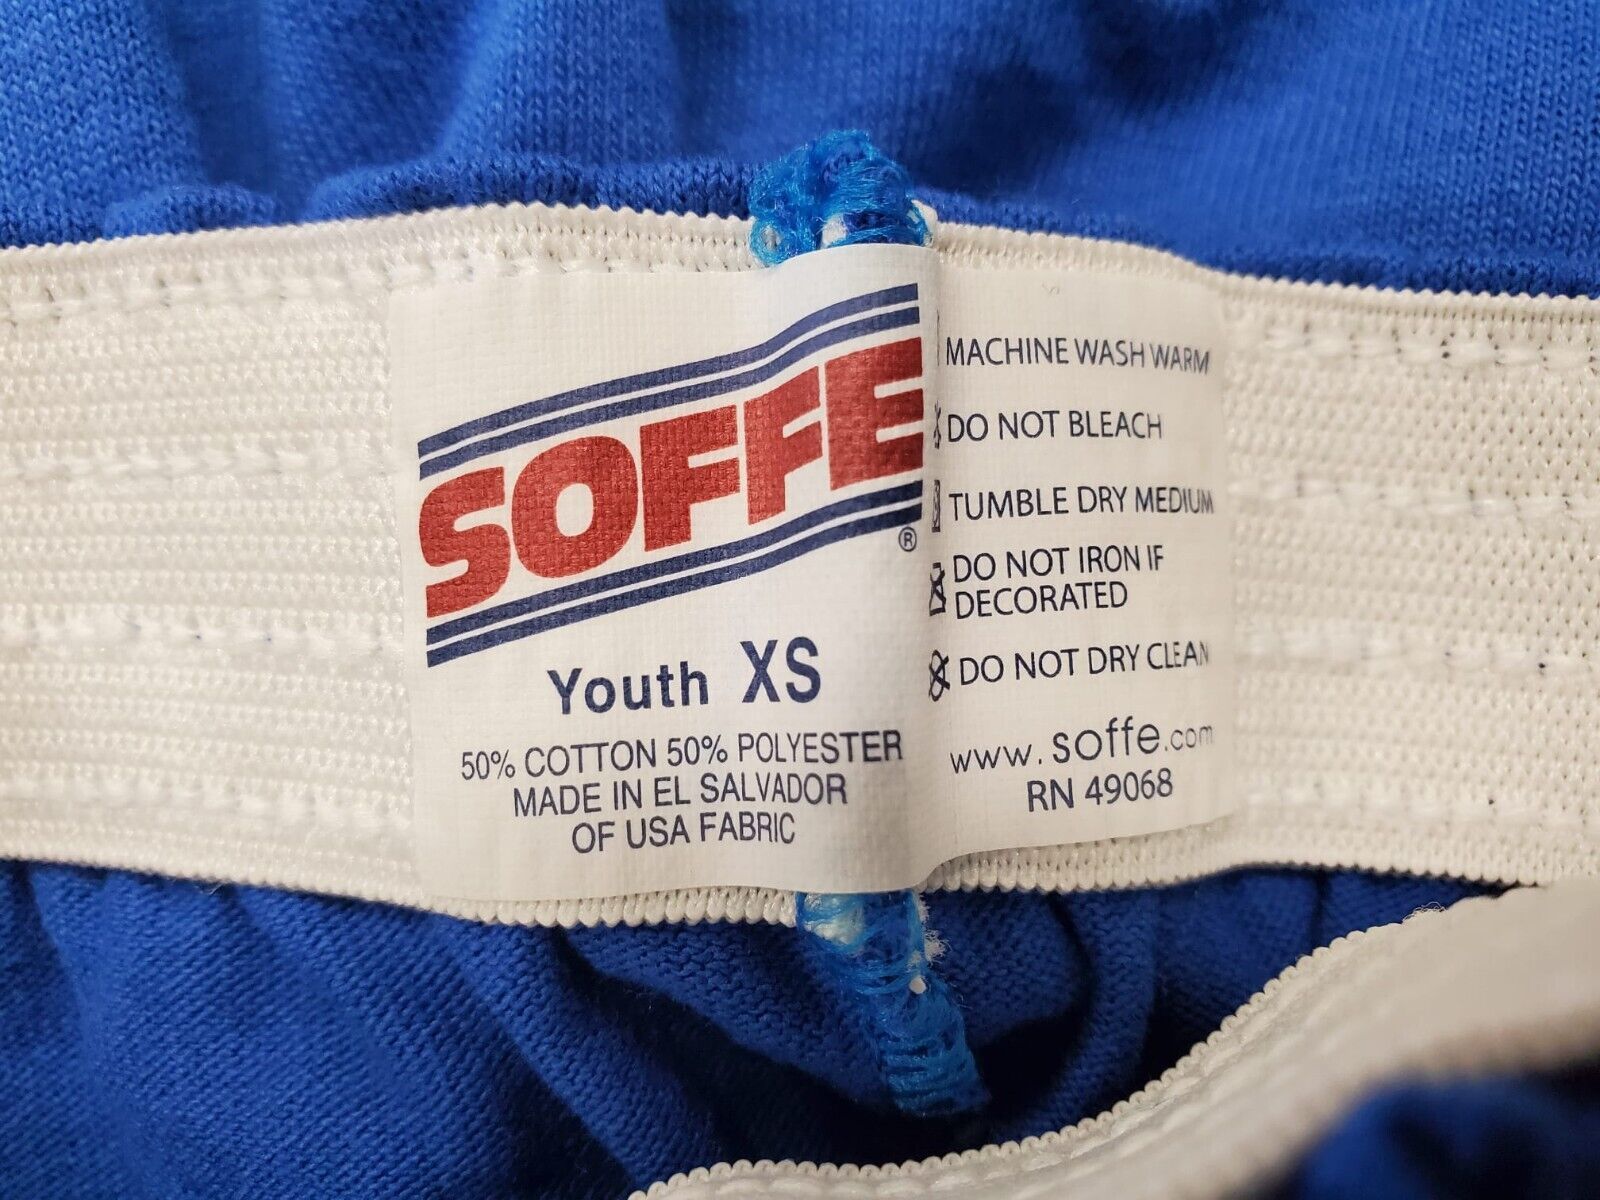 SOFFE®
Youth XS
50% COTTON 50% POLYESTER
MADE IN EL SALVADOR
OF USA FABRIC
MACHINE WASH WARM
DO NOT BLEACH
TUMBLE DRY MEDIUM
DO NOT IRON IF
DECORATED
DO NOT DRY CLEAN
www.soffe.com
RN 49068